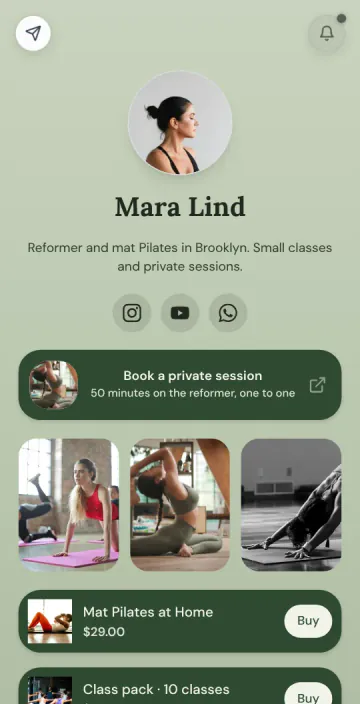 Mara Lind
Reformer and mat Pilates in Brooklyn. Small classes
and private sessions.
Book a private session
50 minutes on the reformer, one to one
Mat Pilates at Home
$29.00
Buy
Class pack · 10 classes
Buy